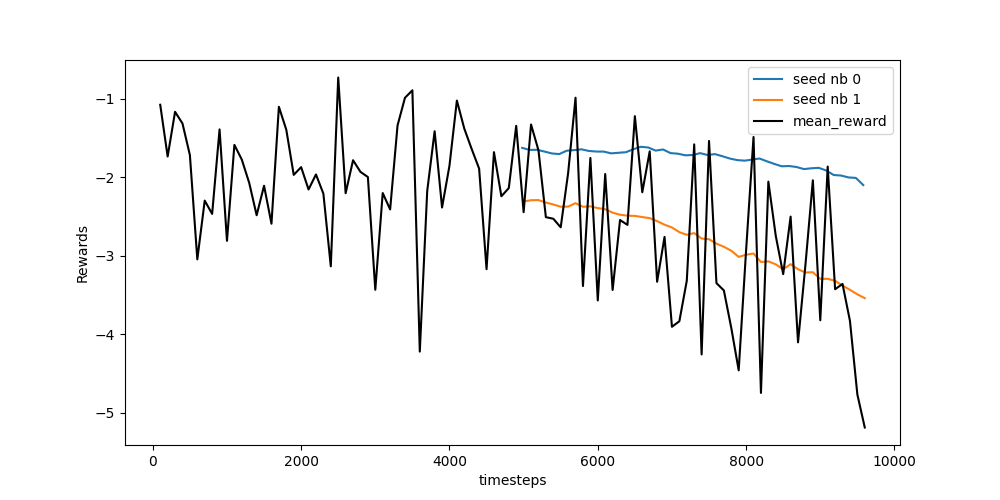 seed nb 0
seed nb 1
mean_reward
−1
−2
−3
−4
−5
Rewards
0 2000 4000 6000 8000 10000
timesteps